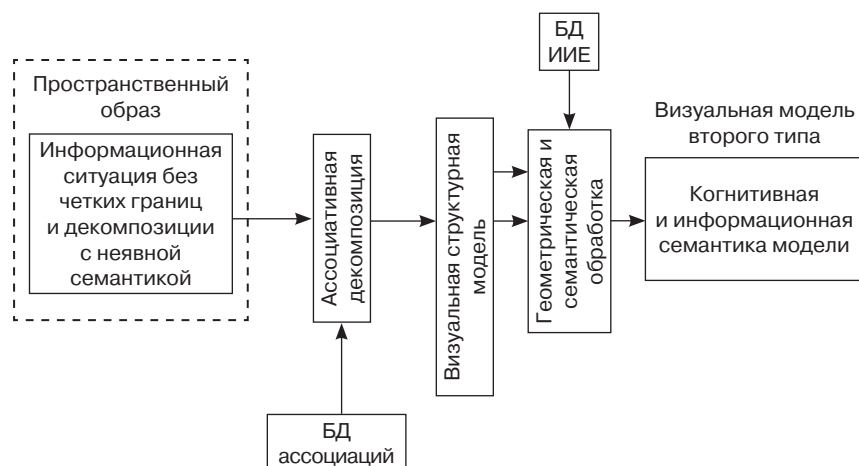 Пространственный
образ
Информационная
ситуация без
четких границ
и декомпозиции
с неявной
семантикой
Ассоциативная
декомпозиция
БД
ассоциаций
Визуальная структурная
модель
БД
ИИЕ
Геометрическая и
семантическая
обработка
Визуальная модель
второго типа
Когнитивная
и информационная
семантика модели